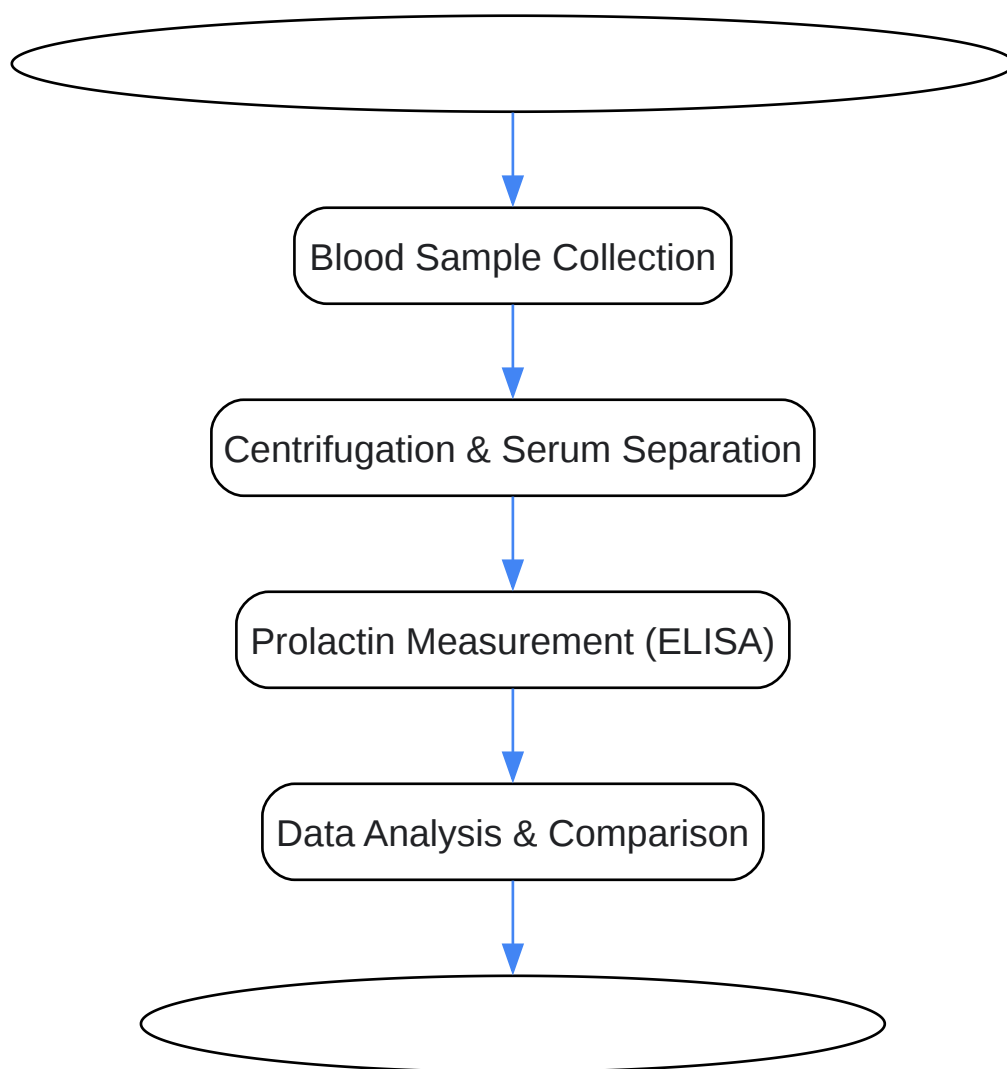 Blood Sample Collection
Centrifugation & Serum Separation
Prolactin Measurement (ELISA)
Data Analysis & Comparison